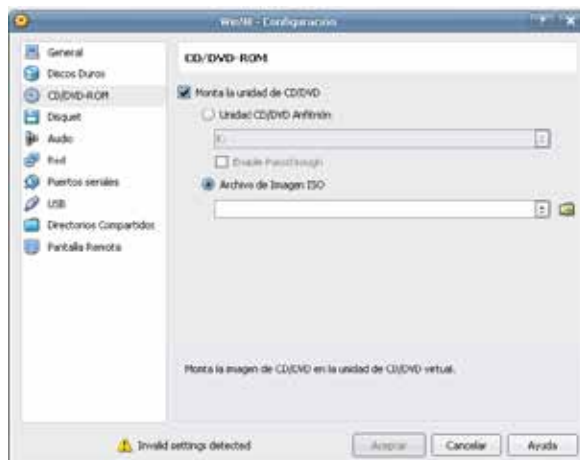 Win98 - Configuración
General
Discos Duros
CD/DVD-ROM
Disquet
Audio
Red
Puertos seriales
USB
Directorios Compartidos
Pantalla Remota
CD/DVD-ROM
Monta la unidad de CD/DVD
Unidad CD/DVD Anfitrión
Enable Passthrough
Archivo de Imagen ISO
Monta la imagen de CD/DVD en la unidad de CD/DVD virtual.
Invalid settings detected
Aceptar
Cancelar
Ayuda